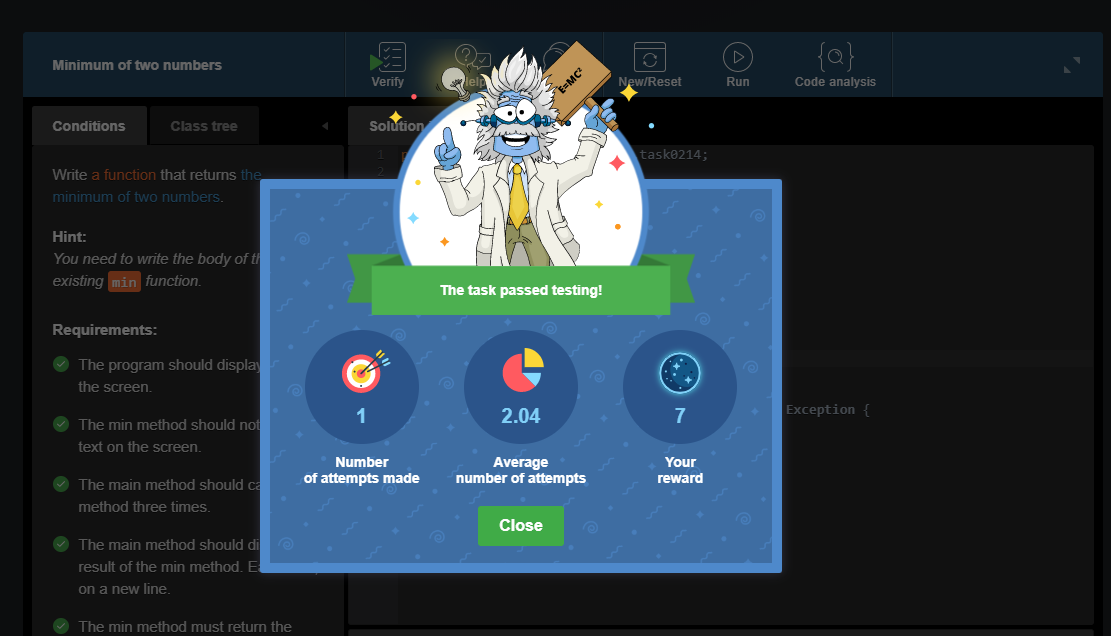 Minimum of two numbers
Verify
Help
New/Reset
Run
Code analysis
E=MC²
Conditions
Class tree
Solution
1
task0214;
2
Write a function that returns the
minimum of two numbers.
Hint:
You need to write the body of
existing min function.
The task passed testing!
Requirements:
The program should display
the screen.
The min method should not
text on the screen.
The main method should
method three times.
The main method should
result of the min method.
on a new line.
The min method must return the
Exception {
1
2.04
7
Number
of attempts made
Average
number of attempts
Your
reward
Close